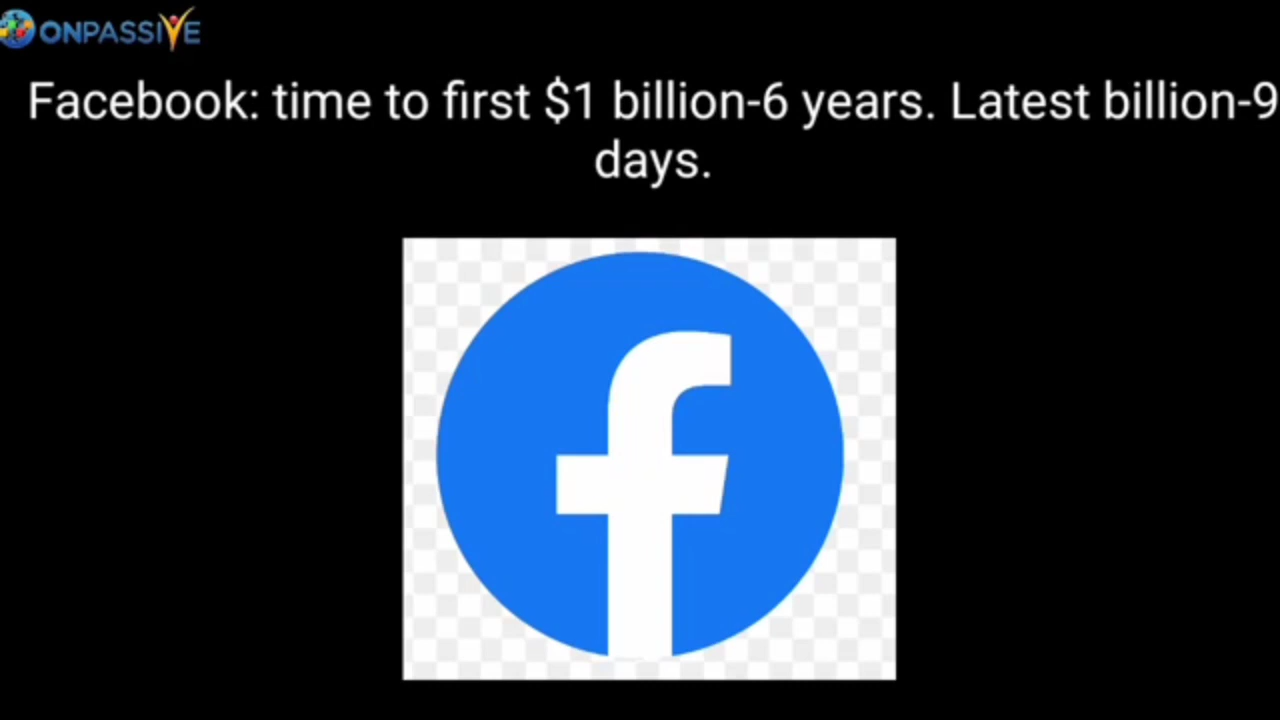 ONPASSIVE
Facebook: time to first $1 billion-6 years. Latest billion-9
days.